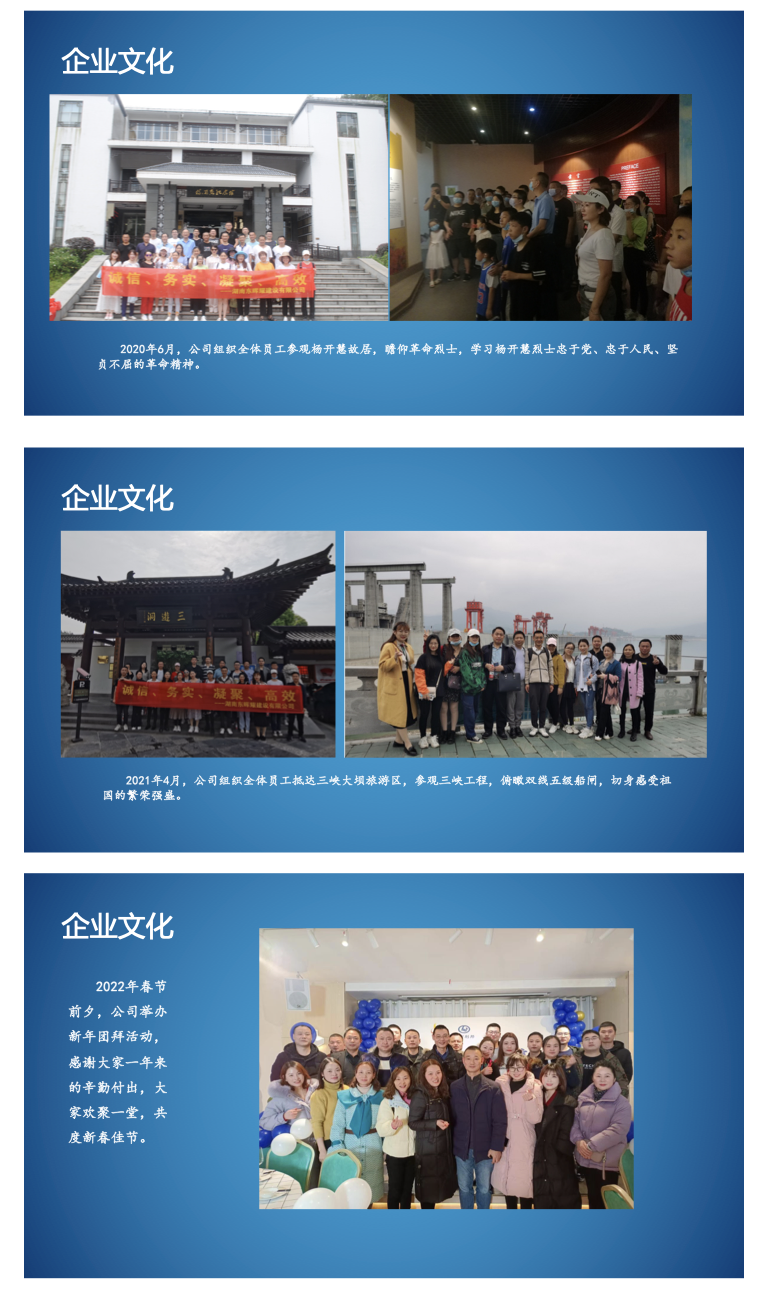 企业文化
诚信、务实、凝聚、高效
PREFACE
2020年6月，公司组织全体员工参观杨开慧故居，瞻仰革命烈士，学习杨开慧烈士忠于党、忠于人民、坚
贞不屈的革命精神。
企业文化
三游洞
诚信、务实、凝聚、高效
2021年4月，公司组织全体员工抵达三峡大坝旅游区，参观三峡工程，俯瞰双线五级船闸，切身感受祖
国的繁荣强盛。
企业文化
2022年春节
前夕，公司举办
新年团拜活动，
感谢大家一年来
的辛勤付出，大
家欢聚一堂，共
度新春佳节。